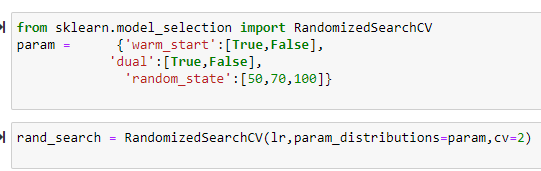 from sklearn.model_selection import RandomizedSearchCV
param =      {'warm_start':[True,False],
            'dual':[True,False],
              'random_state':[50,70,100]}
rand_search = RandomizedSearchCV(lr,param_distributions=param,cv=2)